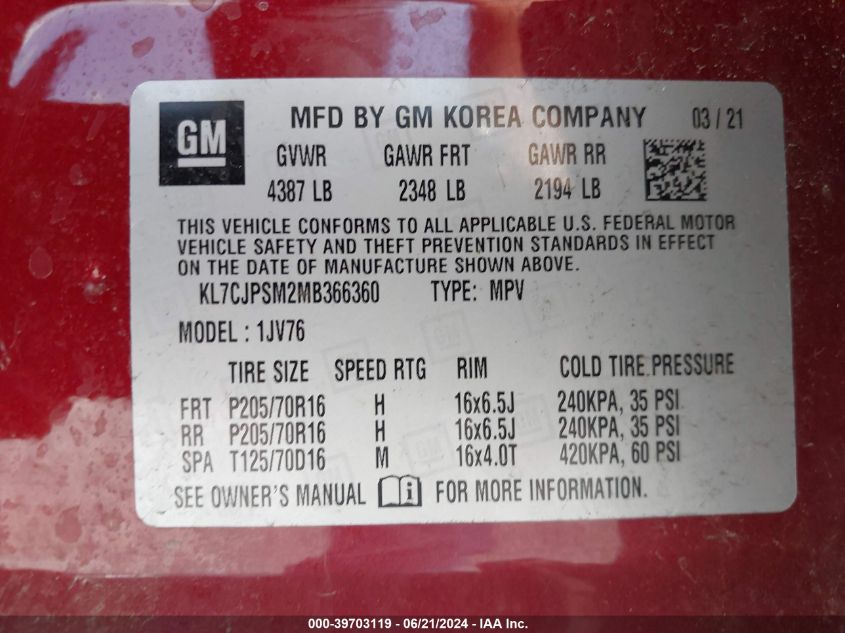 GM
MFD BY GM KOREA COMPANY 03 / 21
GVWR GAWR FRT GAWR RR
4387 LB 2348 LB 2194 LB
THIS VEHICLE CONFORMS TO ALL APPLICABLE U.S. FEDERAL MOTOR
VEHICLE SAFETY AND THEFT PREVENTION STANDARDS IN EFFECT
ON THE DATE OF MANUFACTURE SHOWN ABOVE.
KL7CJPSM2MB366360 TYPE: MPV
MODEL : 1JV76
TIRE SIZE SPEED RTG RIM COLD TIRE PRESSURE
FRT P205/70R16 H 16x6.5J 240KPA, 35 PSI
RR P205/70R16 H 16x6.5J 240KPA, 35 PSI
SPA T125/70D16 M 16x4.0T 420KPA, 60 PSI
SEE OWNER'S MANUAL i FOR MORE INFORMATION.
000-39703119 - 06/21/2024 - IAA Inc.